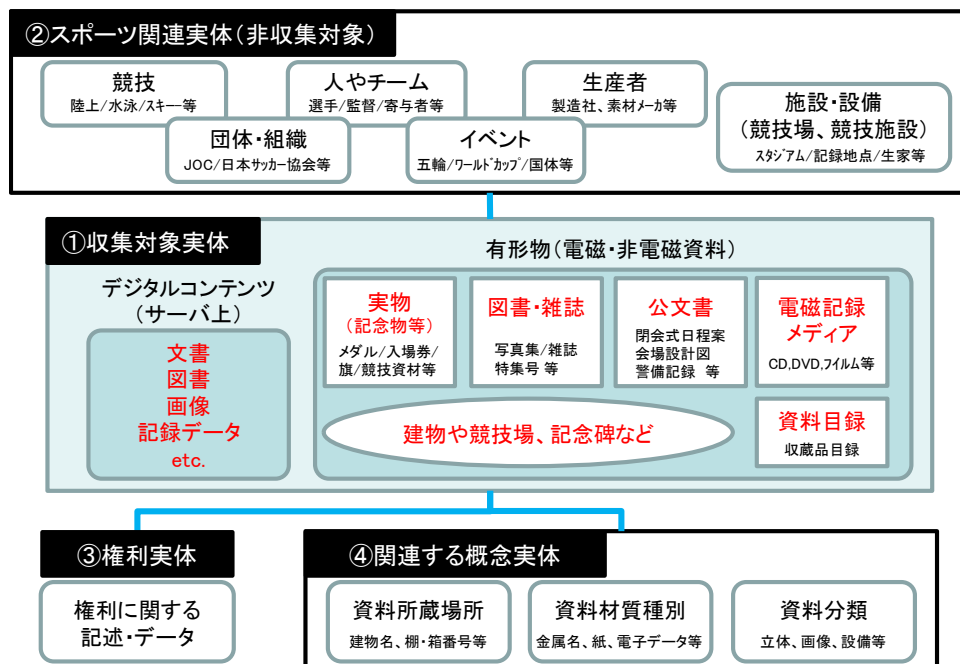 ②スポーツ関連実体(非収集対象)
競技
陸上/水泳/スキー等
人やチーム
選手/監督/寄与者等
生産者
製造社、素材メーカ等
施設・設備
(競技場、競技施設)
スタジアム/記録地点/生家等
団体・組織
JOC/日本サッカー協会等
イベント
五輪/ワールドカップ/国体等
①収集対象実体
有形物(電磁・非電磁資料)
デジタルコンテンツ
(サーバ上)
文書
図書
画像
記録データ
etc.
実物
(記念物等)
メダル/入場券/
旗/競技資材等
図書・雑誌
写真集/雑誌
特集号 等
公文書
閉会式日程案
会場設計図
警備記録 等
電磁記録
メディア
CD,DVD,フイルム等
建物や競技場、記念碑など
資料目録
収蔵品目録
③権利実体
権利に関する
記述・データ
④関連する概念実体
資料所蔵場所
建物名、棚・箱番号等
資料材質種別
金属名、紙、電子データ等
資料分類
立体、画像、設備等